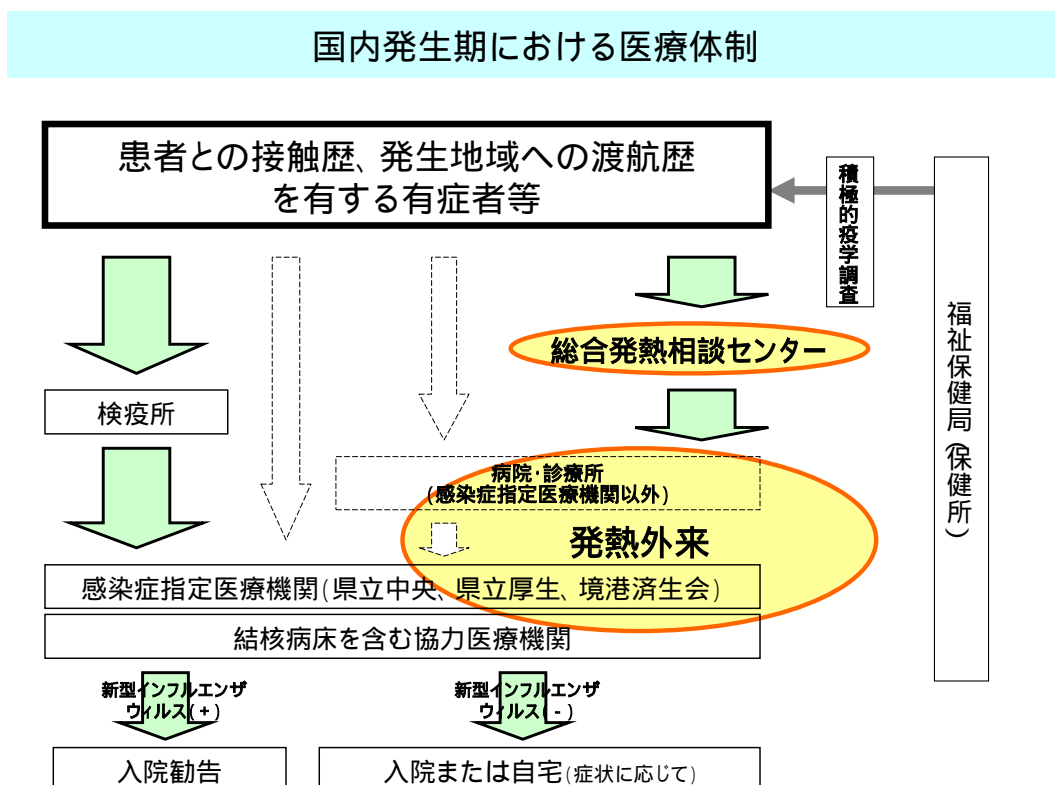 国内発生期における医療体制
患者との接触歴、発生地域への渡航歴
を有する有症者等
積極的疫学調査
福祉保健局(保健所)
総合発熱相談センター
検疫所
病院・診療所
(感染症指定医療機関以外)
発熱外来
感染症指定医療機関(県立中央、県立厚生、境港済生会)
結核病床を含む協力医療機関
新型インフルエンザ
ウィルス(+)
新型インフルエンザ
ウィルス(-)
入院勧告
入院または自宅(症状に応じて)